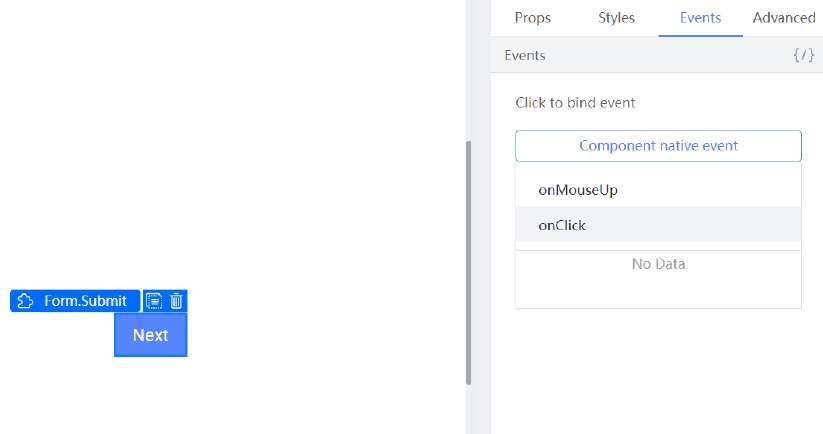 Props Styles Events Advanced
Events {/}
Click to bind event
Component native event
onMouseUp
onClick
No Data
Form.Submit
Next